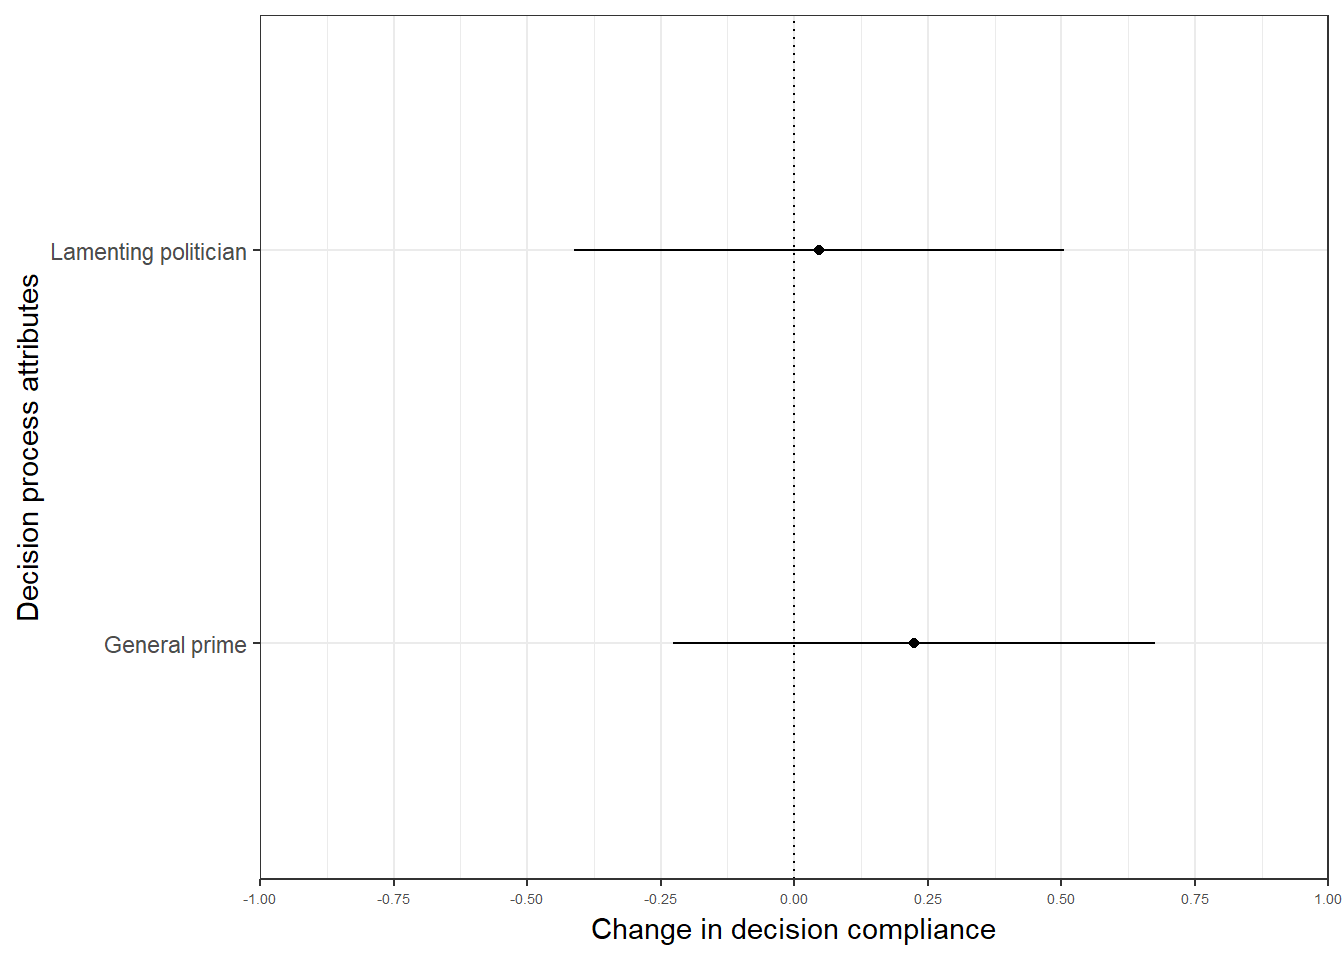 Decision process attributes
Lamenting politician
General prime
-1.00 -0.75 -0.50 -0.25 0.00 0.25 0.50 0.75 1.00
Change in decision compliance